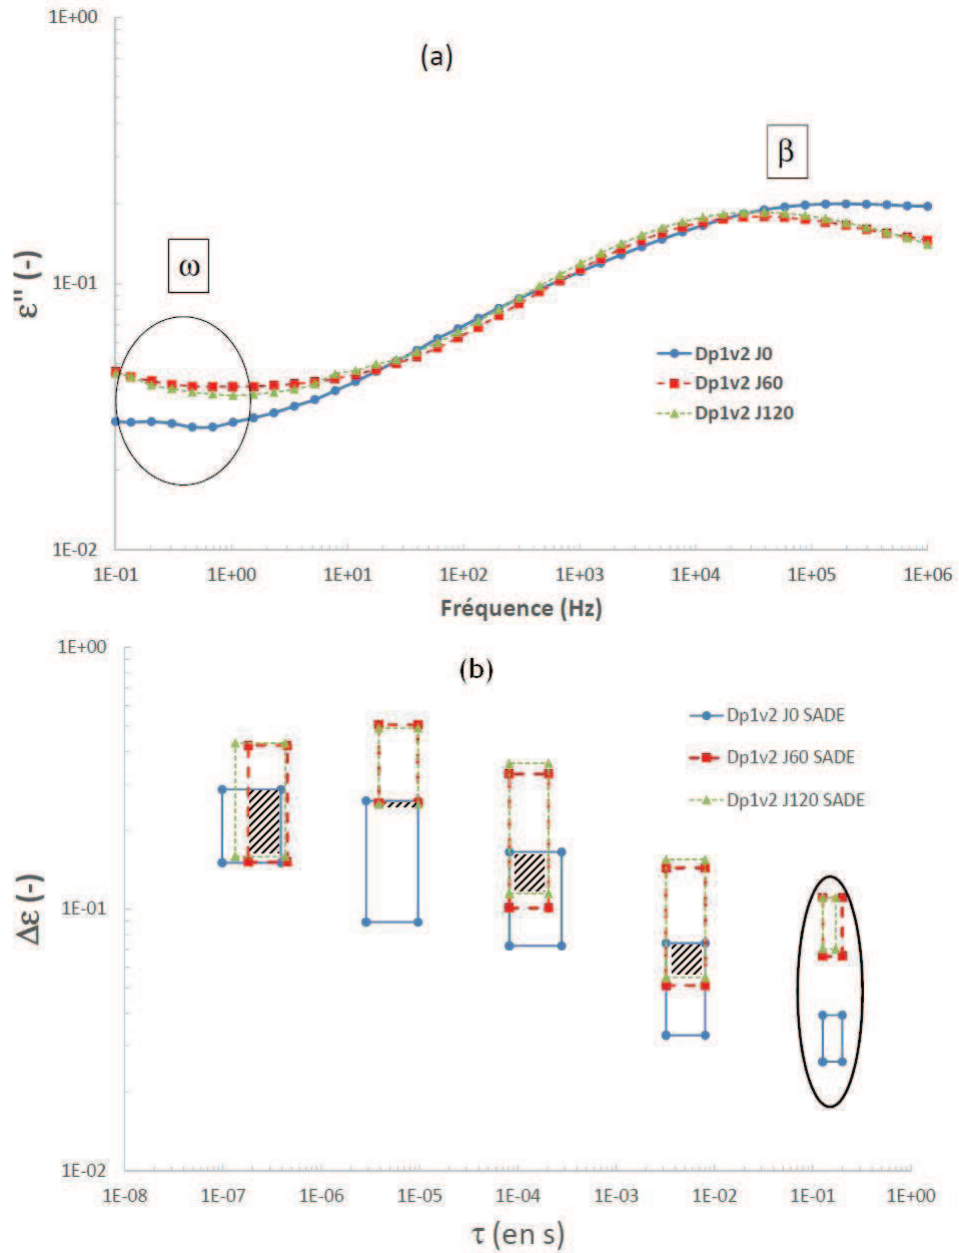 1E+00
(a)
β
ω
ε'' (-)
1E-01
Dp1v2 J0
Dp1v2 J60
Dp1v2 J120
1E-02
1E-01 1E+00 1E+01 1E+02 1E+03 1E+04 1E+05 1E+06
Fréquence (Hz)
1E+00
(b)
Dp1v2 J0 SADE
Dp1v2 J60 SADE
Dp1v2 J120 SADE
Δε (-)
1E-01
1E-02
1E-08 1E-07 1E-06 1E-05 1E-04 1E-03 1E-02 1E-01 1E+00
τ (en s)